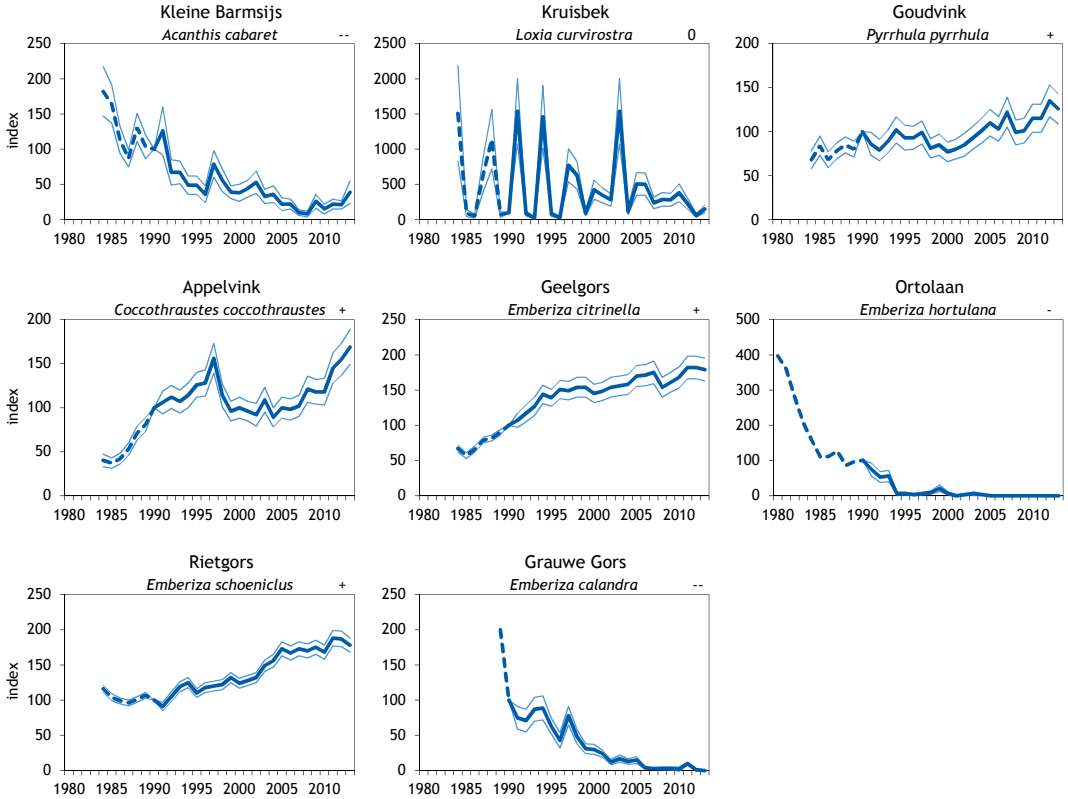 Kleine Barmsijs
Acanthis cabaret --
index
250
200
150
100
50
0
1980 1985 1990 1995 2000 2005 2010
Kruisbek
Loxia curvirostra 0
3000
2500
2000
1500
1000
500
0
1980 1985 1990 1995 2000 2005 2010
Goudvink
Pyrrhula pyrrhula +
200
150
100
50
0
1980 1985 1990 1995 2000 2005 2010
Appelvink
Coccothraustes coccothraustes +
index
200
150
100
50
0
1980 1985 1990 1995 2000 2005 2010
Geelgors
Emberiza citrinella +
250
200
150
100
50
0
1980 1985 1990 1995 2000 2005 2010
Ortolaan
Emberiza hortulana -
500
400
300
200
100
0
1980 1985 1990 1995 2000 2005 2010
Rietgors
Emberiza schoeniclus +
index
250
200
150
100
50
0
1980 1985 1990 1995 2000 2005 2010
Grauwe Gors
Emberiza calandra --
250
200
150
100
50
0
1980 1985 1990 1995 2000 2005 2010